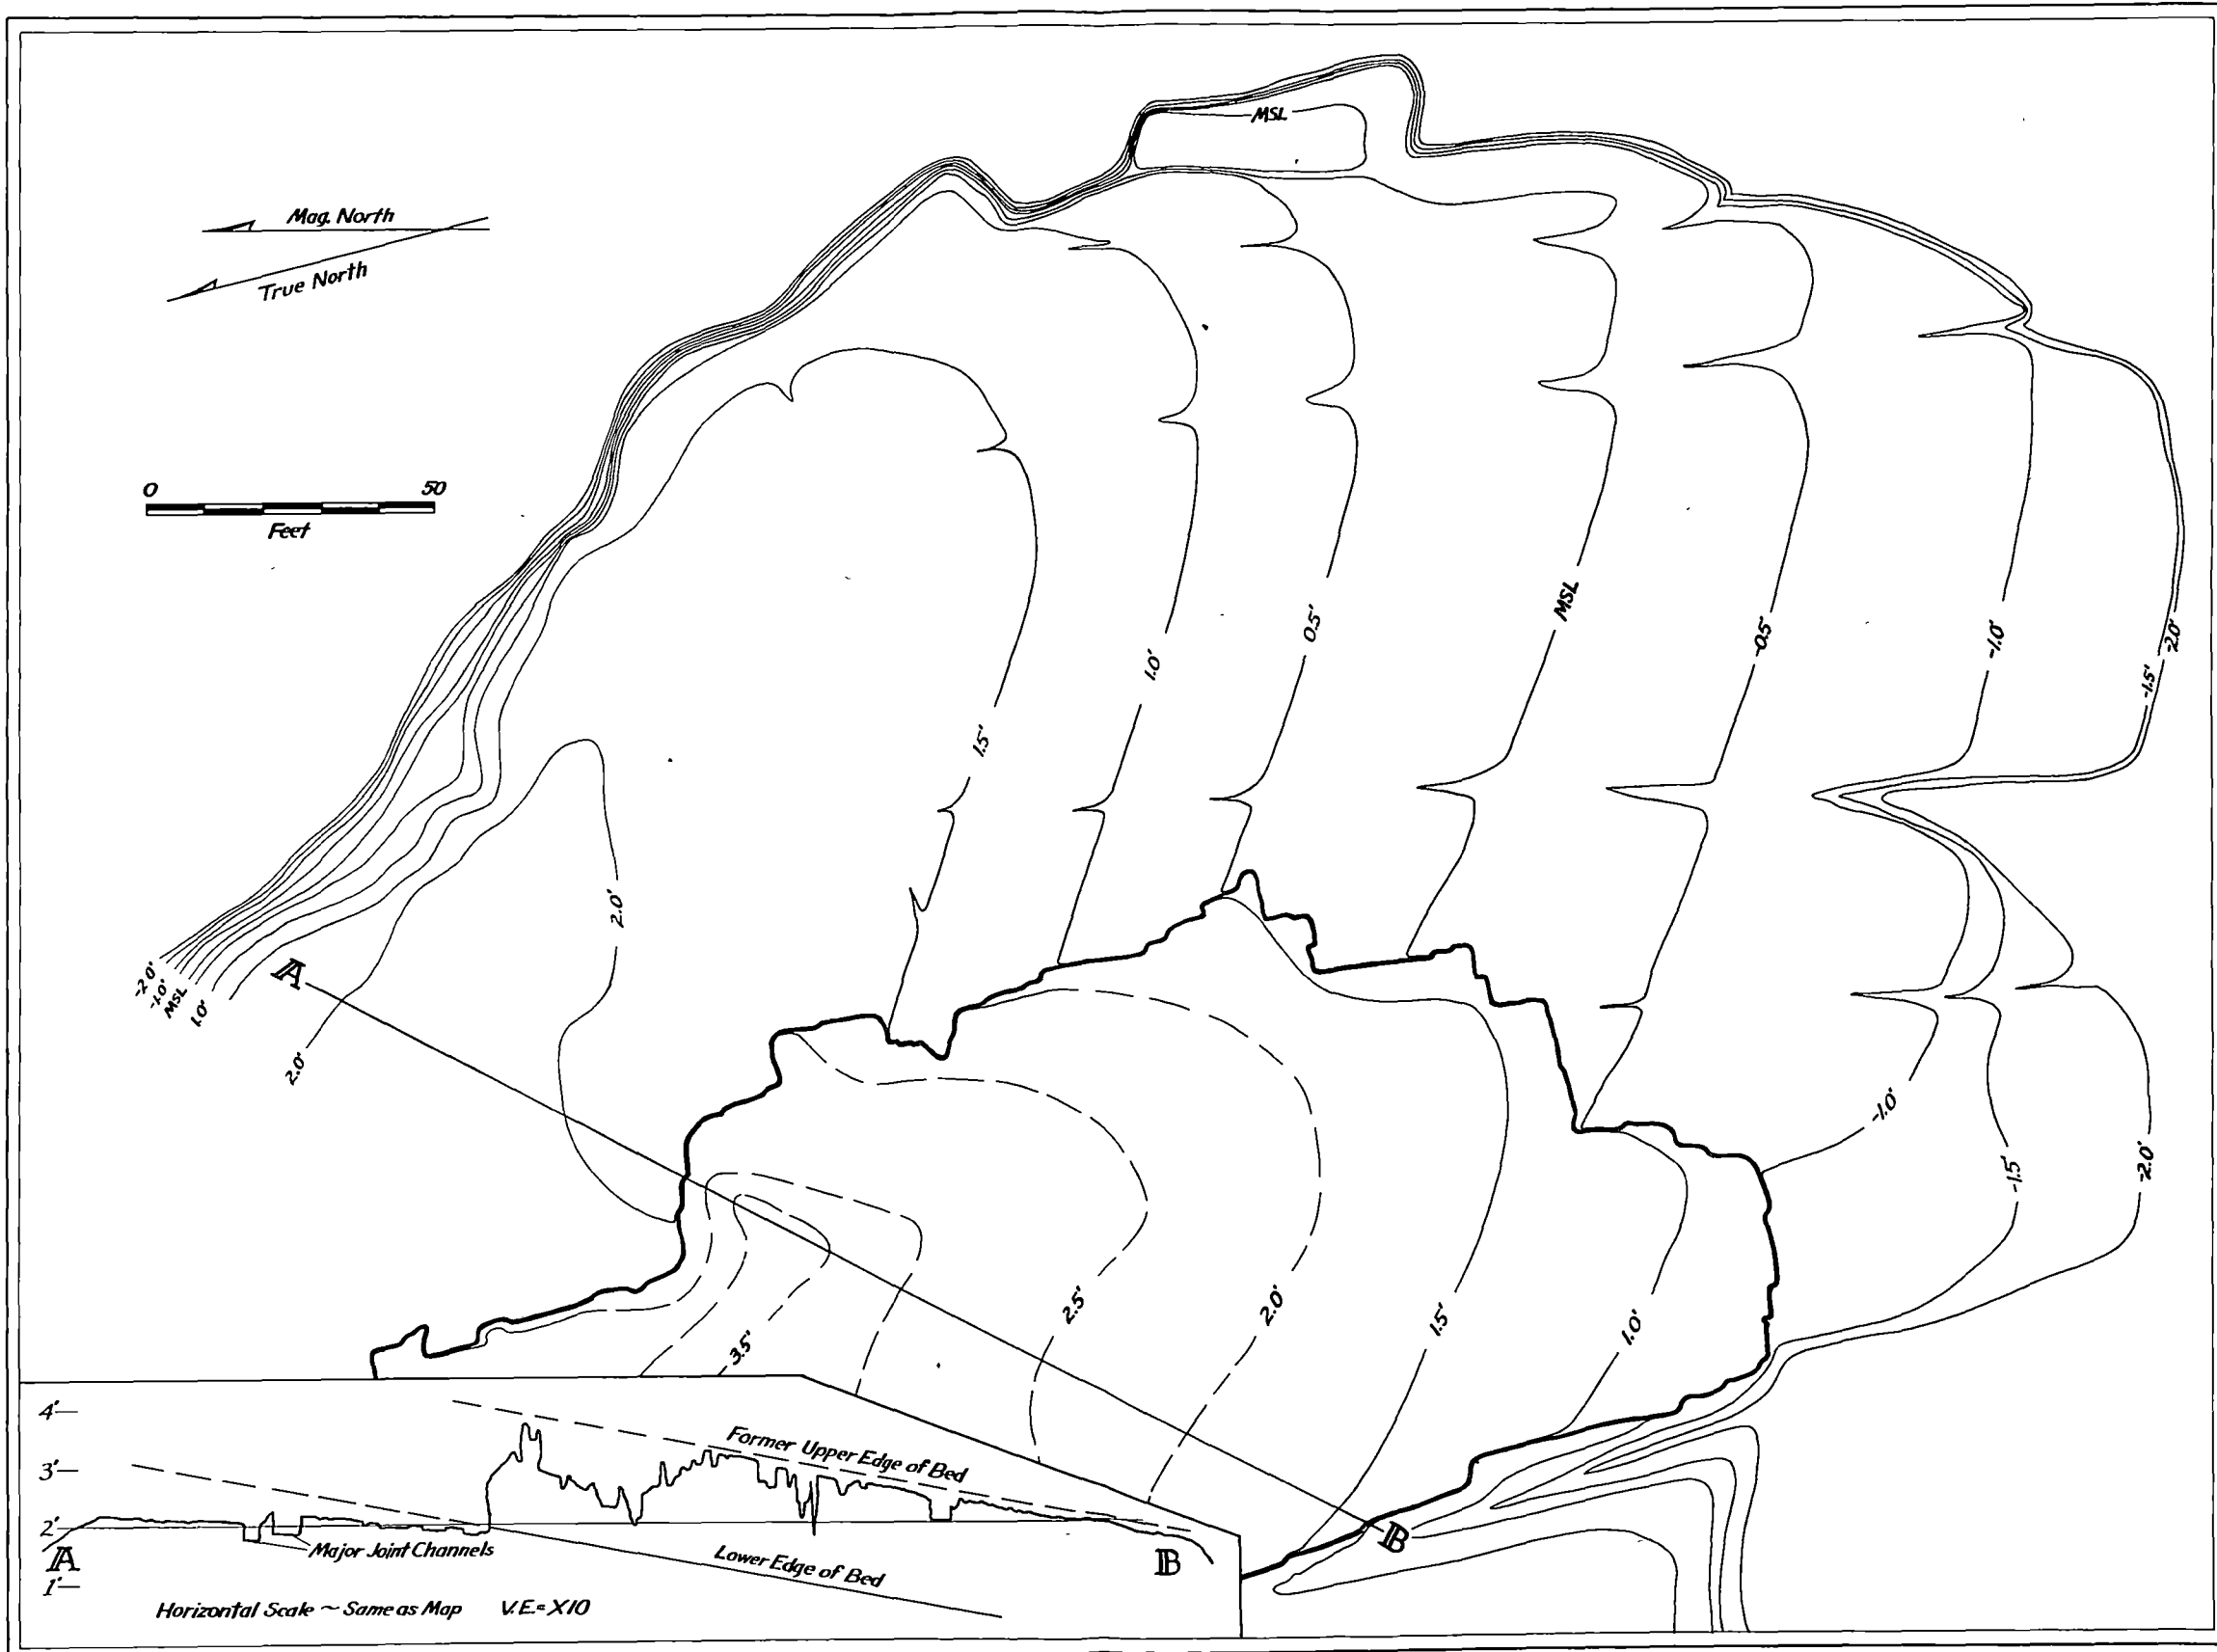 MSL
Mag. North
True North
0 50
Feet
MSL
0.5'
-0.5'
-1.0'
-2.0'
1.0'
-1.5'
1.5'
2.0'
-2.0'
-1.0'
MSL
1.0'
A
2.0'
-1.0'
-1.5'
-2.0'
2.5'
2.0'
1.5'
1.0'
3.5'
4'
Former Upper Edge of Bed
3'
2'
B
Major Joint Channels
A
Lower Edge of Bed
B
1'
Horizontal Scale ~ Same as Map V.E.= X10